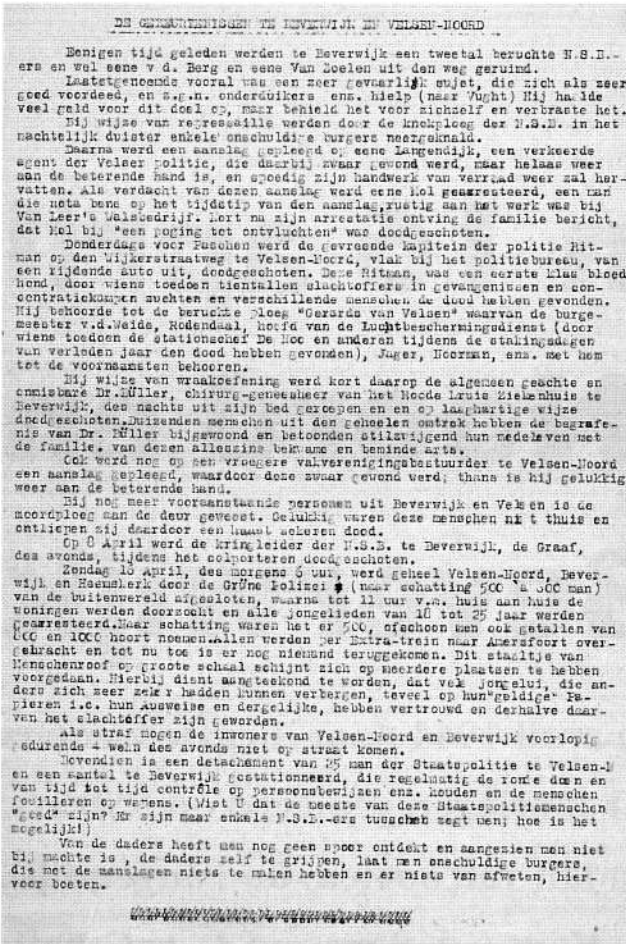 DE GEBEURTENISSEN TE BEVERWIJK EN VELSEN-NOORD
Eenigen tijd geleden werden te Beverwijk een tweetal beruchte N.S.B.-
ers en wel eene v d. Berg en eene Van Zoelen uit den weg geruimd.
Laatstgenoemde vooral was een zeer gevaarlijk sujet, die zich als zeer
goed voordeed, en z.g.n. onderduikers enz. hielp (naar Vught) Hij haalde
veel geld voor dit doel op, maar behield het voor zichzelf en verbraste het.
Bij wijze van represaille werden door de knokploeg der N.S.B. in het
nachtelijk duister enkele onschuldige burgers neergeknald.
Daarna werd een aanslag gepleegd op eene Langendijk, een verkeerde
agent der Velser politie, die daarbij zwaar gewond werd, maar helaas weer
aan de beterende hand is, en spoedig zijn handwerk van verraad weer zal her-
vatten. Als verdacht van dezen aanslag werd eene Mol gearresteerd, een man
die nota bene op het tijdstip van den aanslag,rustig aan het werk was bij
Van Leer's Walsbedrijf. Kort na zijn arrestatie ontving de familie bericht,
dat Mol bij "een poging tot ontvluchten" was doodgeschoten.
Donderdags voor Paschen werd de gevreesde kapitein der politie Rit-
man op den Wijkerstraatweg te Velsen-Noord, vlak bij het politiebureau, van
een rijdende auto uit, doodgeschoten. Deze Ritman, was een eerste klas bloed
hond, door wiens toedoen tientallen slachtoffers in gevangenissen en con-
centratiekampen zuchten en verschillende menschen de dood hebben gevonden.
Hij behoorde tot de beruchte ploeg "Gerards van Velsen" waarvan de burge-
meester v.d.Weide, Rodendaal, hoofd van de Luchtbeschermingsdienst (door
wiens toedoen de stationschef De Moc en anderen tijdens de stakingsdagen
van verleden jaar den dood hebben gevonden), Jager, Noorman, enz. met hem
tot de voornaamsten behooren.
Bij wijze van wraakoefening werd kort daarop de algemeen geachte en
onmisbare Dr.Büller, chirurg-geneesheer van het Roode Kruis Ziekenhuis te
Beverwijk, des nachts uit zijn bed geroepen en en op laaghartige wijze
doodgeschoten.Duizenden menschen uit den geheelen omtrek hebben de begrafe-
nis van Dr. Büller bijgewoond en betoonden stilzwijgend hun medeleven met
de familie. van dezen alleszins bekwame en beminde arts.
Ook werd nog op een vroegere vakverenigingsbestuurder te Velsen-Noord
een aanslag gepleegd, waardoor deze zwaar gewond werd; thans is hij gelukkig
weer aan de beterende hand.
Bij nog meer vooraanstaande personen uit Beverwijk en Velsen is de
moordploeg aan de deur geweest. Gelukkig waren deze menschen ni t thuis en
ontliepen zij daardoor een haast zekeren dood.
Op 8 April werd de kringleider der N.S.B. te Beverwijk, de Graaf,
des avonds, tijdens het colporteren doodgeschoten.
Zondag 16 April, des morgens 6 uur, werd geheel Velsen-Noord, Bever-
wijk en Heemskerk door de Grüne Polizei (naar schatting 500 à 600 man)
van de buitenwereld afgesloten, waarna tot 11 uur v.m. huis aan huis de
woningen werden doorzocht en alle jongelieden van 18 tot 25 jaar werden
gearresteerd.Naar schatting waren het er 500, ofschoon men ook getallen van
800 en 1000 hoort noemen.Allen werden per Extra-trein naar Amersfoort over-
gebracht en tot nu toe is er nog niemand teruggekomen. Dit staaltje van
Menschenroof op groote schaal schijnt zich op meerdere plaatsen te hebben
voorgedaan. Hierbij dient aangteekond te worden, dat vele jongelui, die an-
ders zich zeer zeker hadden kunnen verbergen, teveel op hun"geldige" Pa-
pieren i.c. hun Ausweise en dergelijke, hebben vertrouwd en derhalve daar-
van het slachtoffer zijn geworden.
Als straf mogen de inwoners van Velsen-Noord en Beverwijk voorlopig
gedurende 4 weken des avonds niet op straat komen.
Bovendien is een detachement van 25 man der Staatspolitie te Velsen-N
en een aantal te Beverwijk gestationneerd, die regelmatig de ronde doen en
van tijd tot tijd contrôle op persoonsbewijzen enz. houden en de menschen
fouilleren op wapens. (Wist U dat de meeste van deze Staatspolitiemenschen
"goed" zijn? Er zijn maar enkele N.S.B.-ers tusscheb zegt men; hoe is het
mogelijk!)
Van de daders heeft men nog geen spoor ontdekt en aangezien men niet
bij machte is , de daders zelf te grijpen, laat men onschuldige burgers,
die met de aanslagen niets te maken hebben en er niets van afweten, hier-
voor boeten.